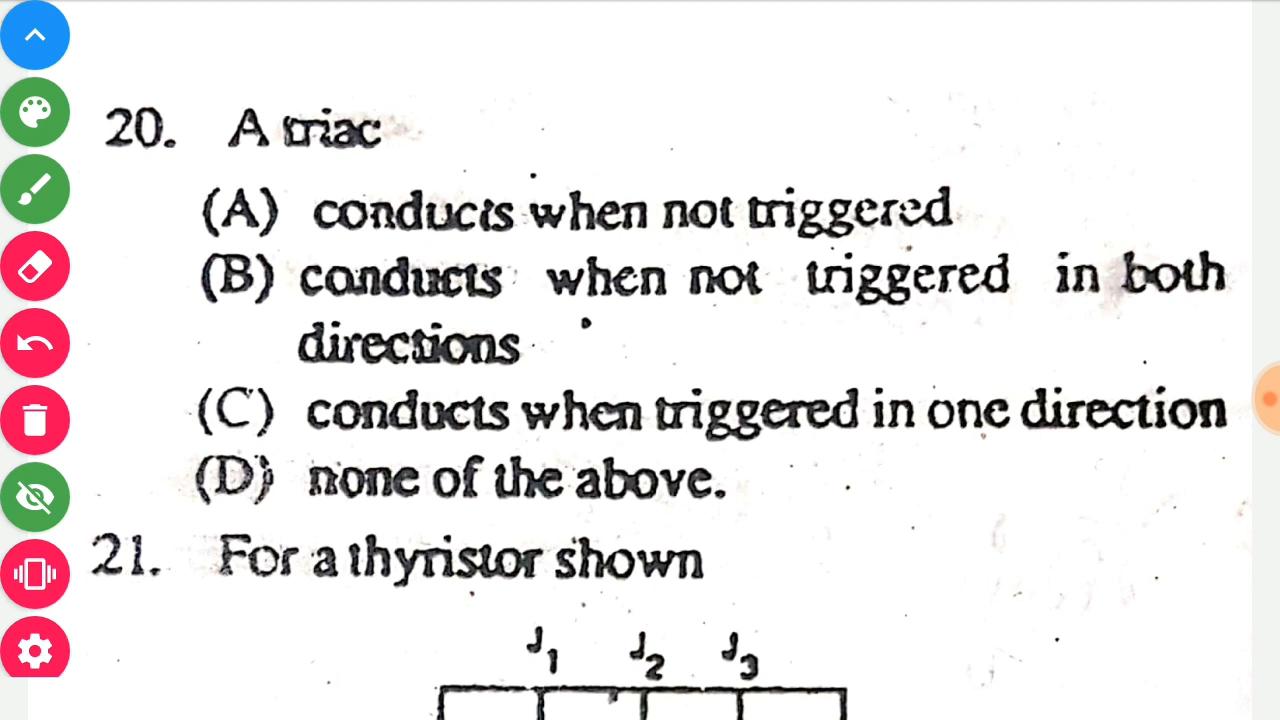 20. A triac
(A) conducts when not triggered
(B) conducts when not triggered in both
directions
(C) conducts when triggered in one direction
(D) none of the above.
21. For a thyristor shown
J1 J2 J3